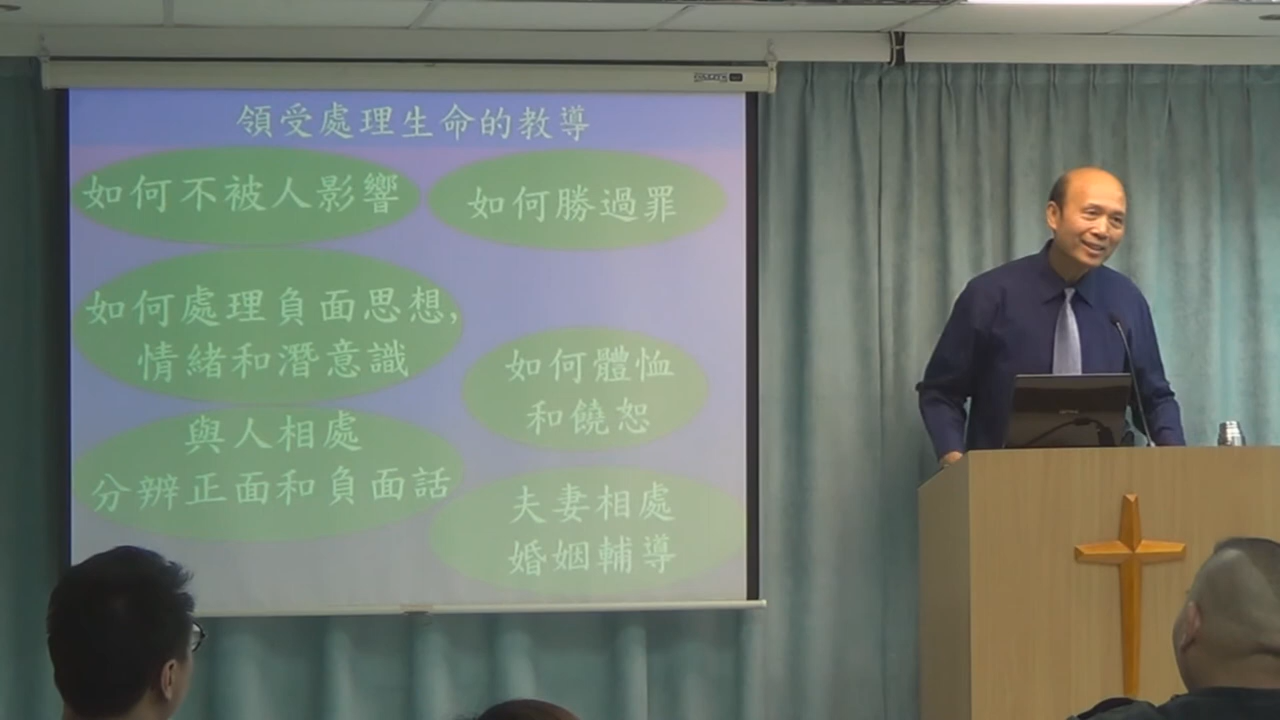 領受處理生命的教導
如何不被人影響
如何勝過罪
如何處理負面思想,
情緒和潛意識
如何體恤
和饒恕
與人相處
分辨正面和負面話
夫妻相處
婚姻輔導